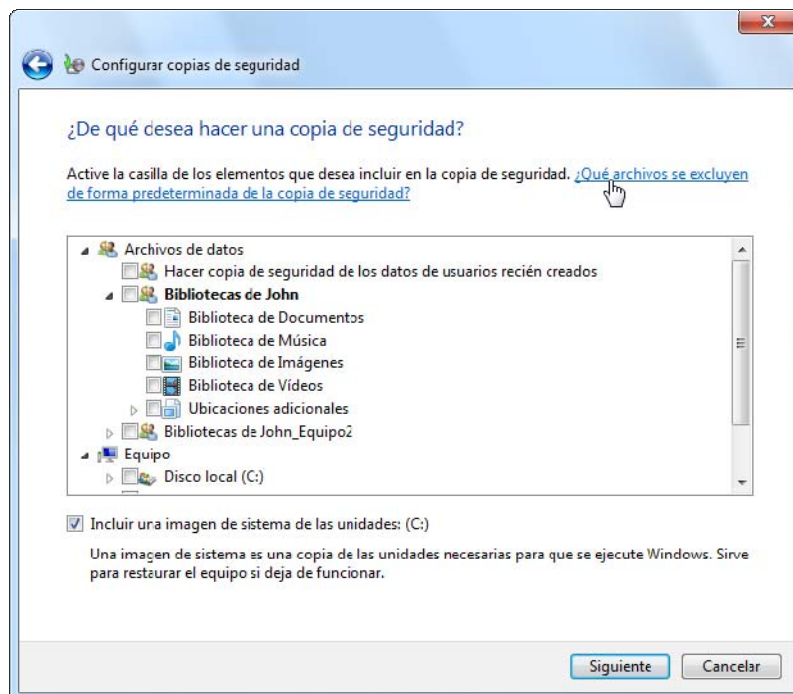 Configurar copias de seguridad
¿De qué desea hacer una copia de seguridad?
Active la casilla de los elementos que desea incluir en la copia de seguridad. ¿Qué archivos se excluyen
de forma predeterminada de la copia de seguridad?
Archivos de datos
Hacer copia de seguridad de los datos de usuarios recién creados
Bibliotecas de John
Biblioteca de Documentos
Biblioteca de Música
Biblioteca de Imágenes
Biblioteca de Vídeos
Ubicaciones adicionales
Bibliotecas de John_Equipo2
Equipo
Disco local (C:)
Incluir una imagen de sistema de las unidades: (C:)
Una imagen de sistema es una copia de las unidades necesarias para que se ejecute Windows. Sirve
para restaurar el equipo si deja de funcionar.
Siguiente Cancelar